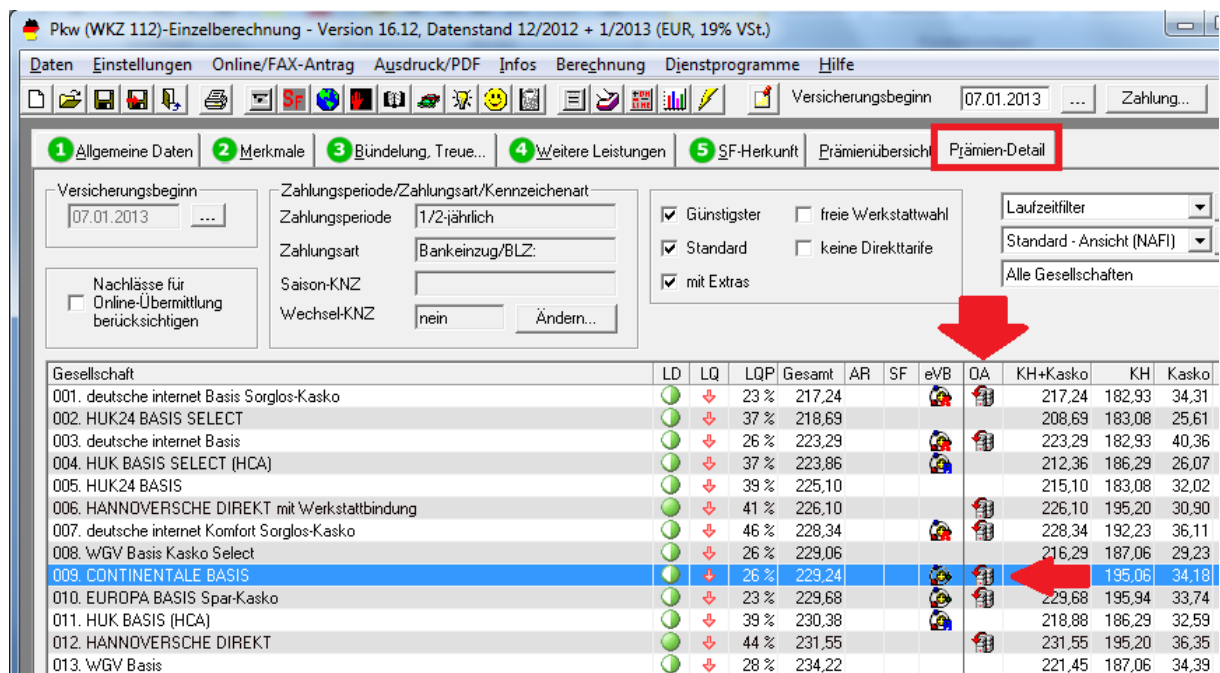 Pkw (WKZ 112)-Einzelberechnung - Version 16.12, Datenstand 12/2012 + 1/2013 (EUR, 19% VSt.)
Daten Einstellungen Online/FAX-Antrag Ausdruck/PDF Infos Berechnung Dienstprogramme Hilfe
SF Versicherungsbeginn 07.01.2013 ... Zahlung...
1 Allgemeine Daten 2 Merkmale 3 Bündelung, Treue... 4 Weitere Leistungen 5 SF-Herkunft Prämienübersicht Prämien-Detail
Versicherungsbeginn
07.01.2013 ...
Nachlässe für
Online-Übermittlung
berücksichtigen
Zahlungsperiode/Zahlungsart/Kennzeichenart
Zahlungsperiode 1/2-jährlich
Zahlungsart Bankeinzug/BLZ:
Saison-KNZ
Wechsel-KNZ nein Ändern...
Günstigster freie Werkstattwahl
Standard keine Direkttarife
mit Extras
Laufzeitfilter
Standard - Ansicht (NAFI)
Alle Gesellschaften
Gesellschaft LD LQ LQP Gesamt AR SF eVB OA KH+Kasko KH Kasko
001. deutsche internet Basis Sorglos-Kasko 23 % 217,24 217,24 182,93 34,31
002. HUK24 BASIS SELECT 37 % 218,69 208,69 183,08 25,61
003. deutsche internet Basis 26 % 223,29 223,29 182,93 40,36
004. HUK BASIS SELECT (HCA) 37 % 223,86 212,36 186,29 26,07
005. HUK24 BASIS 39 % 225,10 215,10 183,08 32,02
006. HANNOVERSCHE DIREKT mit Werkstattbindung 41 % 226,10 226,10 195,20 30,90
007. deutsche internet Komfort Sorglos-Kasko 46 % 228,34 228,34 192,23 36,11
008. WGV Basis Kasko Select 26 % 229,06 216,29 187,06 29,23
009. CONTINENTALE BASIS 26 % 229,24 195,06 34,18
010. EUROPA BASIS Spar-Kasko 23 % 229,68 229,68 195,94 33,74
011. HUK BASIS (HCA) 39 % 230,38 218,88 186,29 32,59
012. HANNOVERSCHE DIREKT 44 % 231,55 231,55 195,20 36,35
013. WGV Basis 28 % 234,22 221,45 187,06 34,39